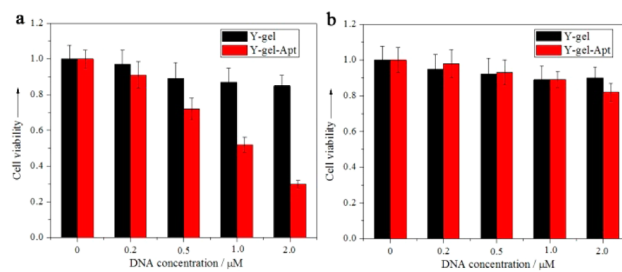 a
Y-gel
Y-gel-Apt
1.2
1.0
0.8
0.6
0.4
0.2
0.0
Cell viability
0 0.2 0.5 1.0 2.0
DNA concentration / μM
b
Y-gel
Y-gel-Apt
1.2
1.0
0.8
0.6
0.4
0.2
0.0
Cell viability
0 0.2 0.5 1.0 2.0
DNA concentration / μM